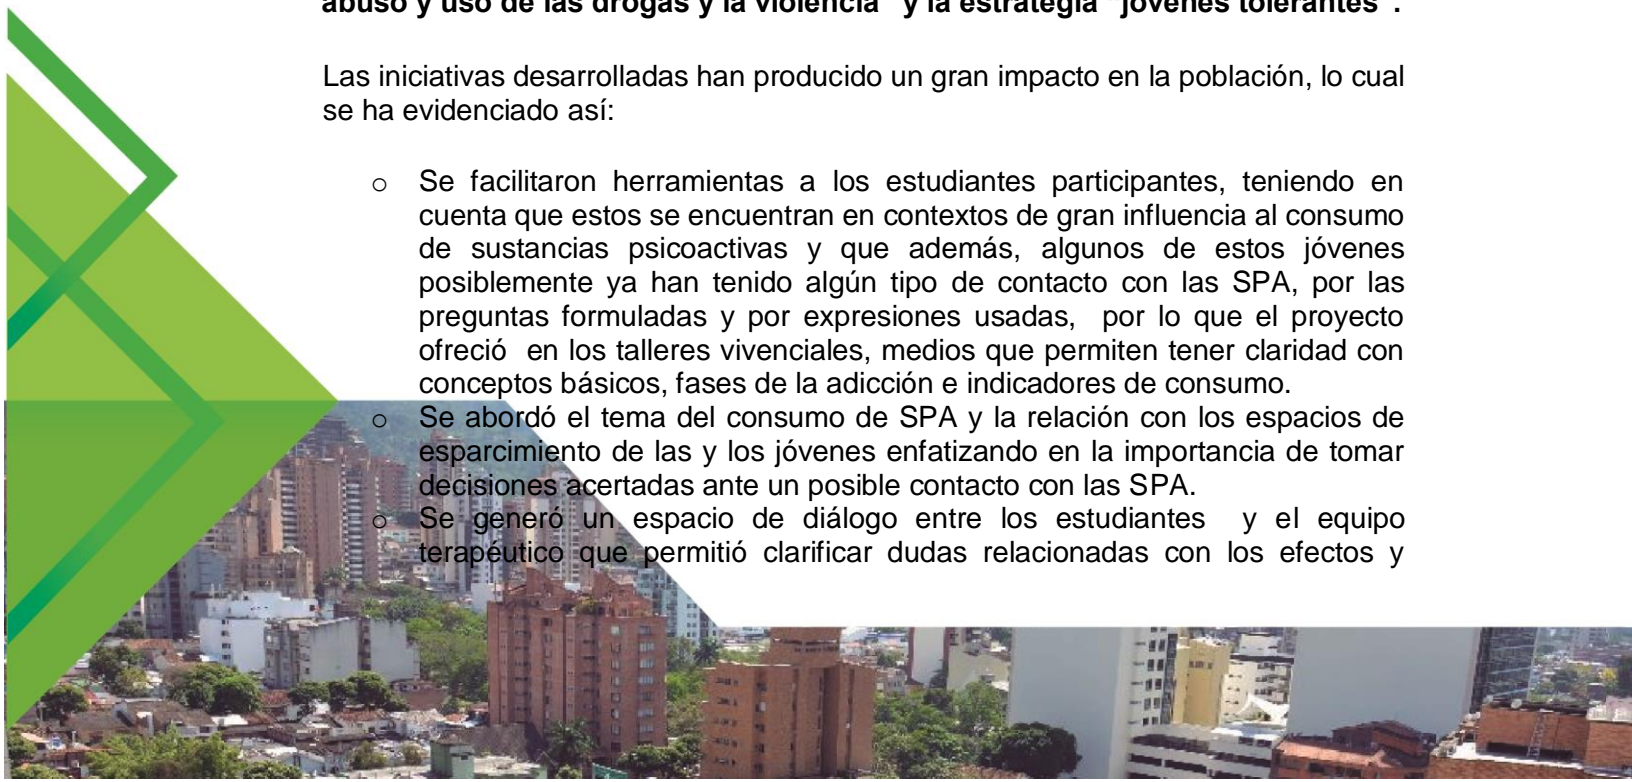 abuso y uso de las drogas y la violencia" y la estrategia "jóvenes tolerantes".
Las iniciativas desarrolladas han producido un gran impacto en la población, lo cual
se ha evidenciado así:
o Se facilitaron herramientas a los estudiantes participantes, teniendo en
cuenta que estos se encuentran en contextos de gran influencia al consumo
de sustancias psicoactivas y que además, algunos de estos jóvenes
posiblemente ya han tenido algún tipo de contacto con las SPA, por las
preguntas formuladas y por expresiones usadas, por lo que el proyecto
ofreció en los talleres vivenciales, medios que permiten tener claridad con
conceptos básicos, fases de la adicción e indicadores de consumo.
o Se abordó el tema del consumo de SPA y la relación con los espacios de
esparcimiento de las y los jóvenes enfatizando en la importancia de tomar
decisiones acertadas ante un posible contacto con las SPA.
o Se generó un espacio de diálogo entre los estudiantes y el equipo
terapéutico que permitió clarificar dudas relacionadas con los efectos y